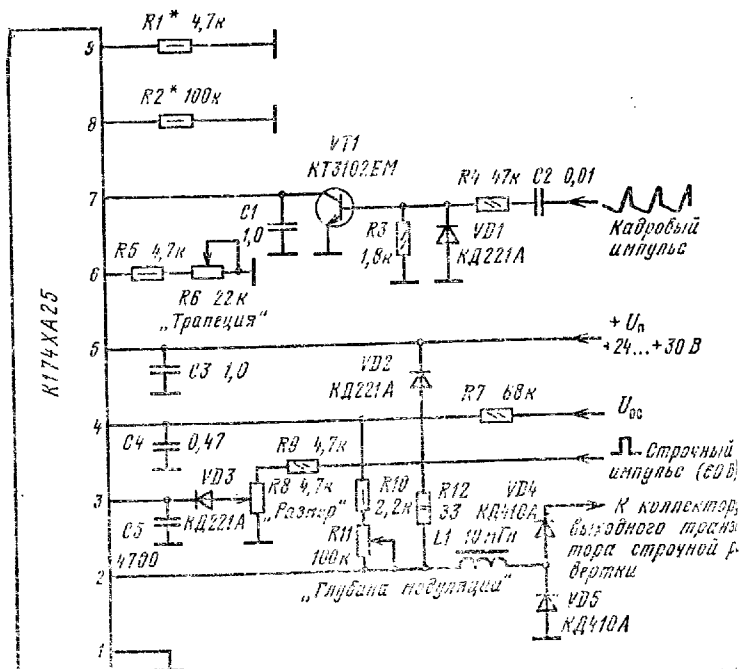 R1* 4,7к
9
R2* 100к
8
VT1
КТ3102ЕМ
R4 47к
C2 0,01
7
C1
1,0
R3
1,8к
VD1
КД221А
Кадровый
импульс
R5 4,7к
6
R6 22к
„Трапеция"
К174ХА25
+ Uп
+24...+30 В
5
C3 1,0
VD2
КД221А
R7 68к
Uос
4
C4
0,47
R9 4,7к
Строчный
импульс (60 В)
VD3
КД221А
R8 4,7к
„Размер"
R10
2,2к
R12
33
VD4
КД410А
3
C5
4700
R11
100к
L1 10мГн
К коллектору
выходного транзис
тора строчной р
вертки
2
„Глубина модуляции"
VD5
КД410А
1